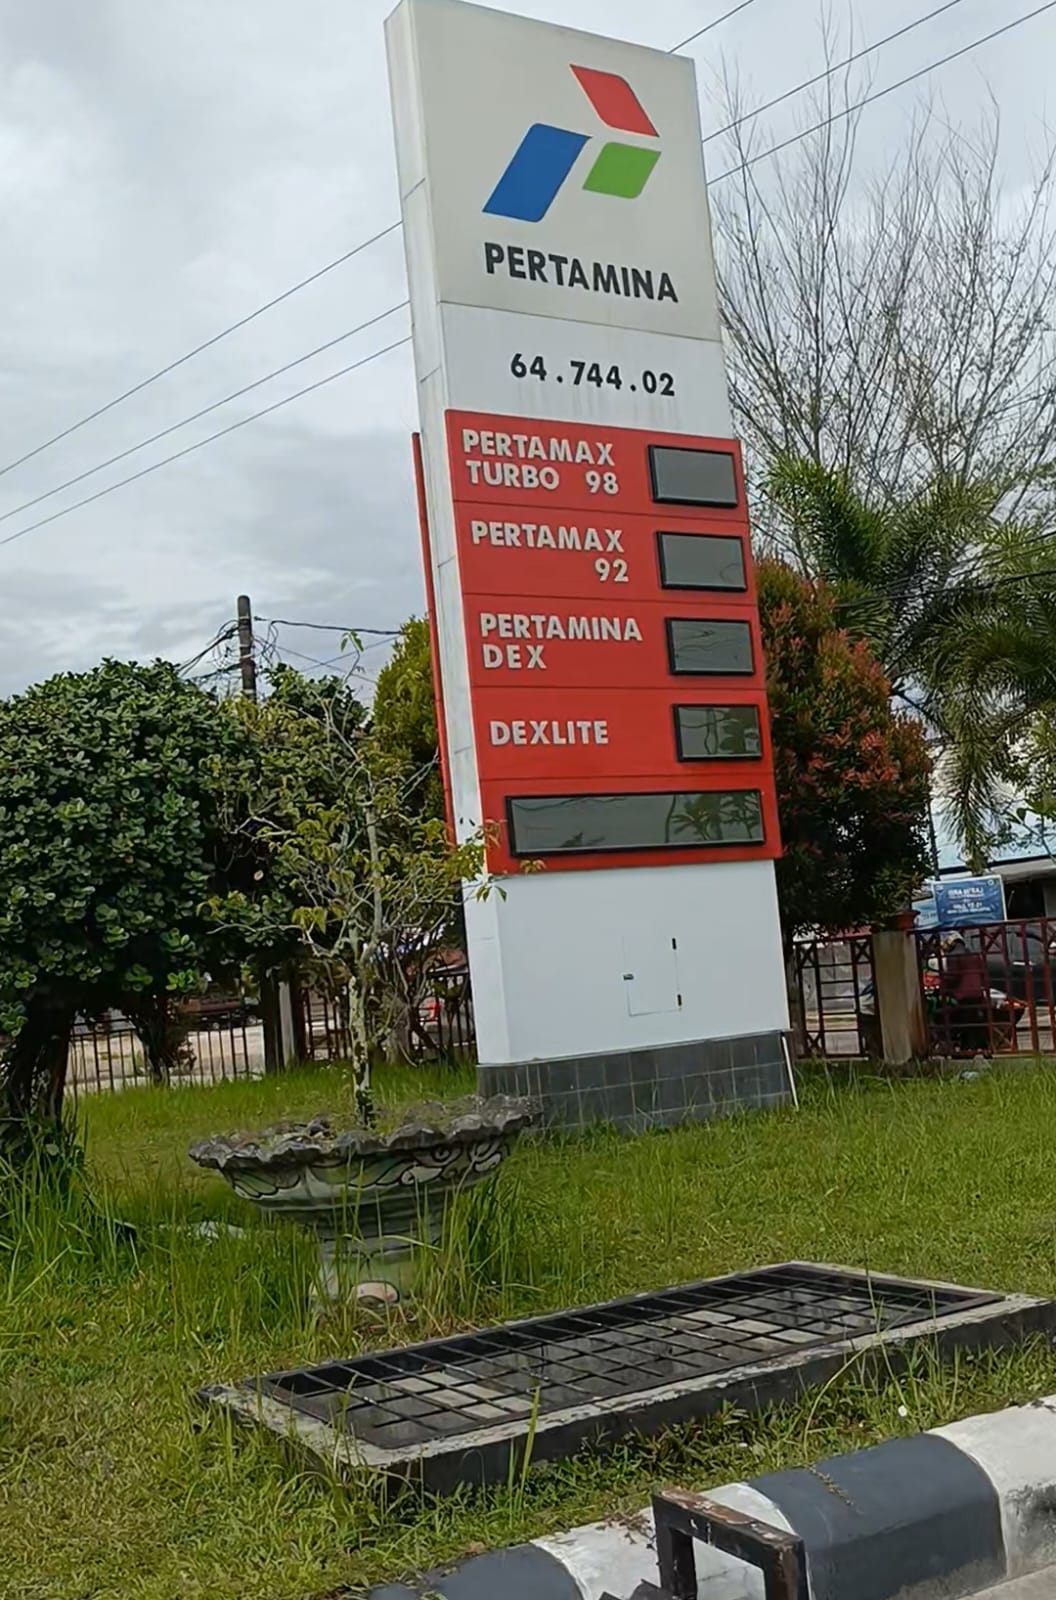 PERTAMINA
64.744.02
PERTAMAX
TURBO 98
PERTAMAX
92
PERTAMINA
DEX
DEXLITE